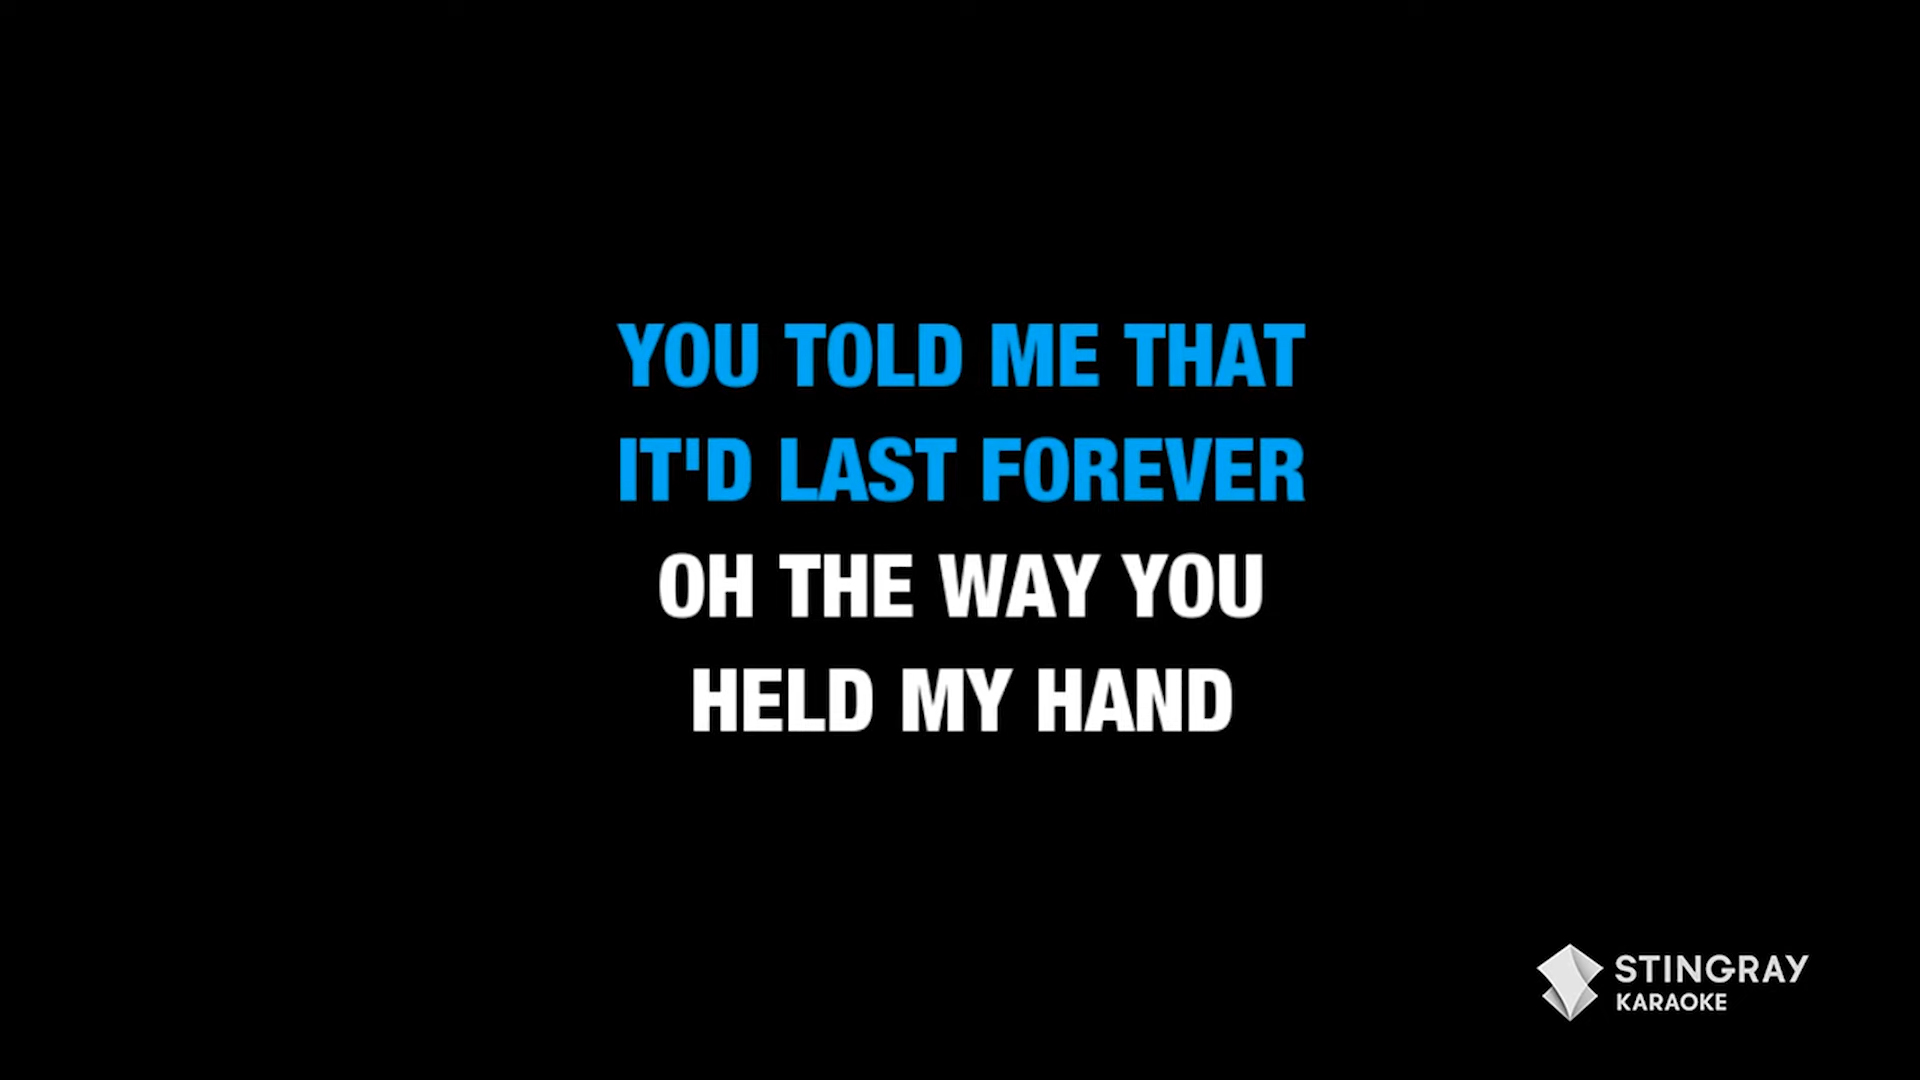 YOU TOLD ME THAT
IT'D LAST FOREVER
OH THE WAY YOU
HELD MY HAND
STINGRAY
KARAOKE